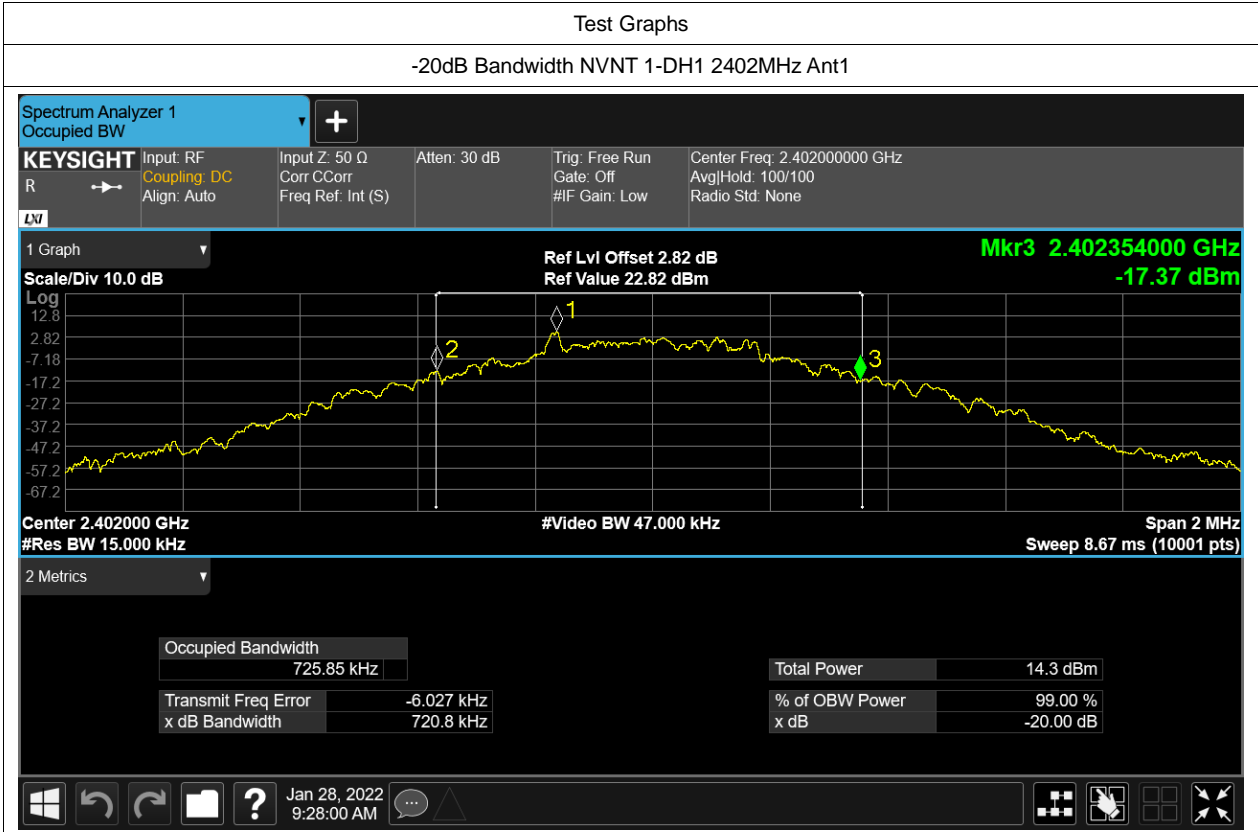 Test Graphs
-20dB Bandwidth NVNT 1-DH1 2402MHz Ant1
Spectrum Analyzer 1
Occupied BW
KEYSIGHT
R
LXI
Input: RF
Coupling: DC
Align: Auto
Input Z: 50 Ω
Corr CCorr
Freq Ref: Int (S)
Atten: 30 dB
Trig: Free Run
Gate: Off
#IF Gain: Low
Center Freq: 2.402000000 GHz
Avg|Hold: 100/100
Radio Std: None
1 Graph
Scale/Div 10.0 dB
Ref Lvl Offset 2.82 dB
Ref Value 22.82 dBm
Mkr3 2.402354000 GHz
-17.37 dBm
Log
12.8
2.82
-7.18
-17.2
-27.2
-37.2
-47.2
-57.2
-67.2
1
2
3
Center 2.402000 GHz
#Res BW 15.000 kHz
#Video BW 47.000 kHz
Span 2 MHz
Sweep 8.67 ms (10001 pts)
2 Metrics
Occupied Bandwidth
725.85 kHz
Transmit Freq Error -6.027 kHz
x dB Bandwidth 720.8 kHz
Total Power 14.3 dBm
% of OBW Power 99.00 %
x dB -20.00 dB
?
Jan 28, 2022
9:28:00 AM